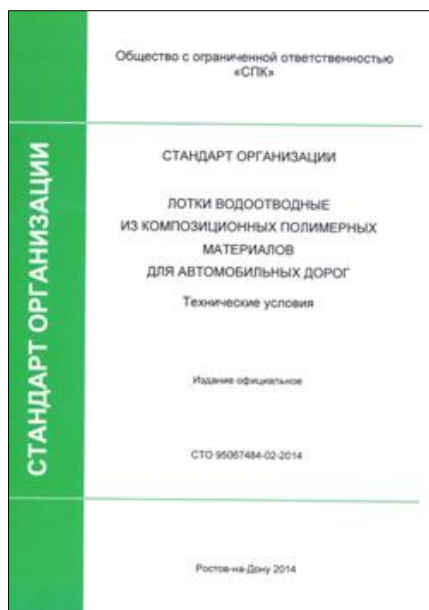 Общество с ограниченной ответственностью
«СПК»
СТАНДАРТ ОРГАНИЗАЦИИ
СТАНДАРТ ОРГАНИЗАЦИИ
ЛОТКИ ВОДООТВОДНЫЕ
ИЗ КОМПОЗИЦИОННЫХ ПОЛИМЕРНЫХ
МАТЕРИАЛОВ
ДЛЯ АВТОМОБИЛЬНЫХ ДОРОГ
Технические условия
Издание официальное
СТО 95067484-02-2014
Ростов-на-Дону 2014